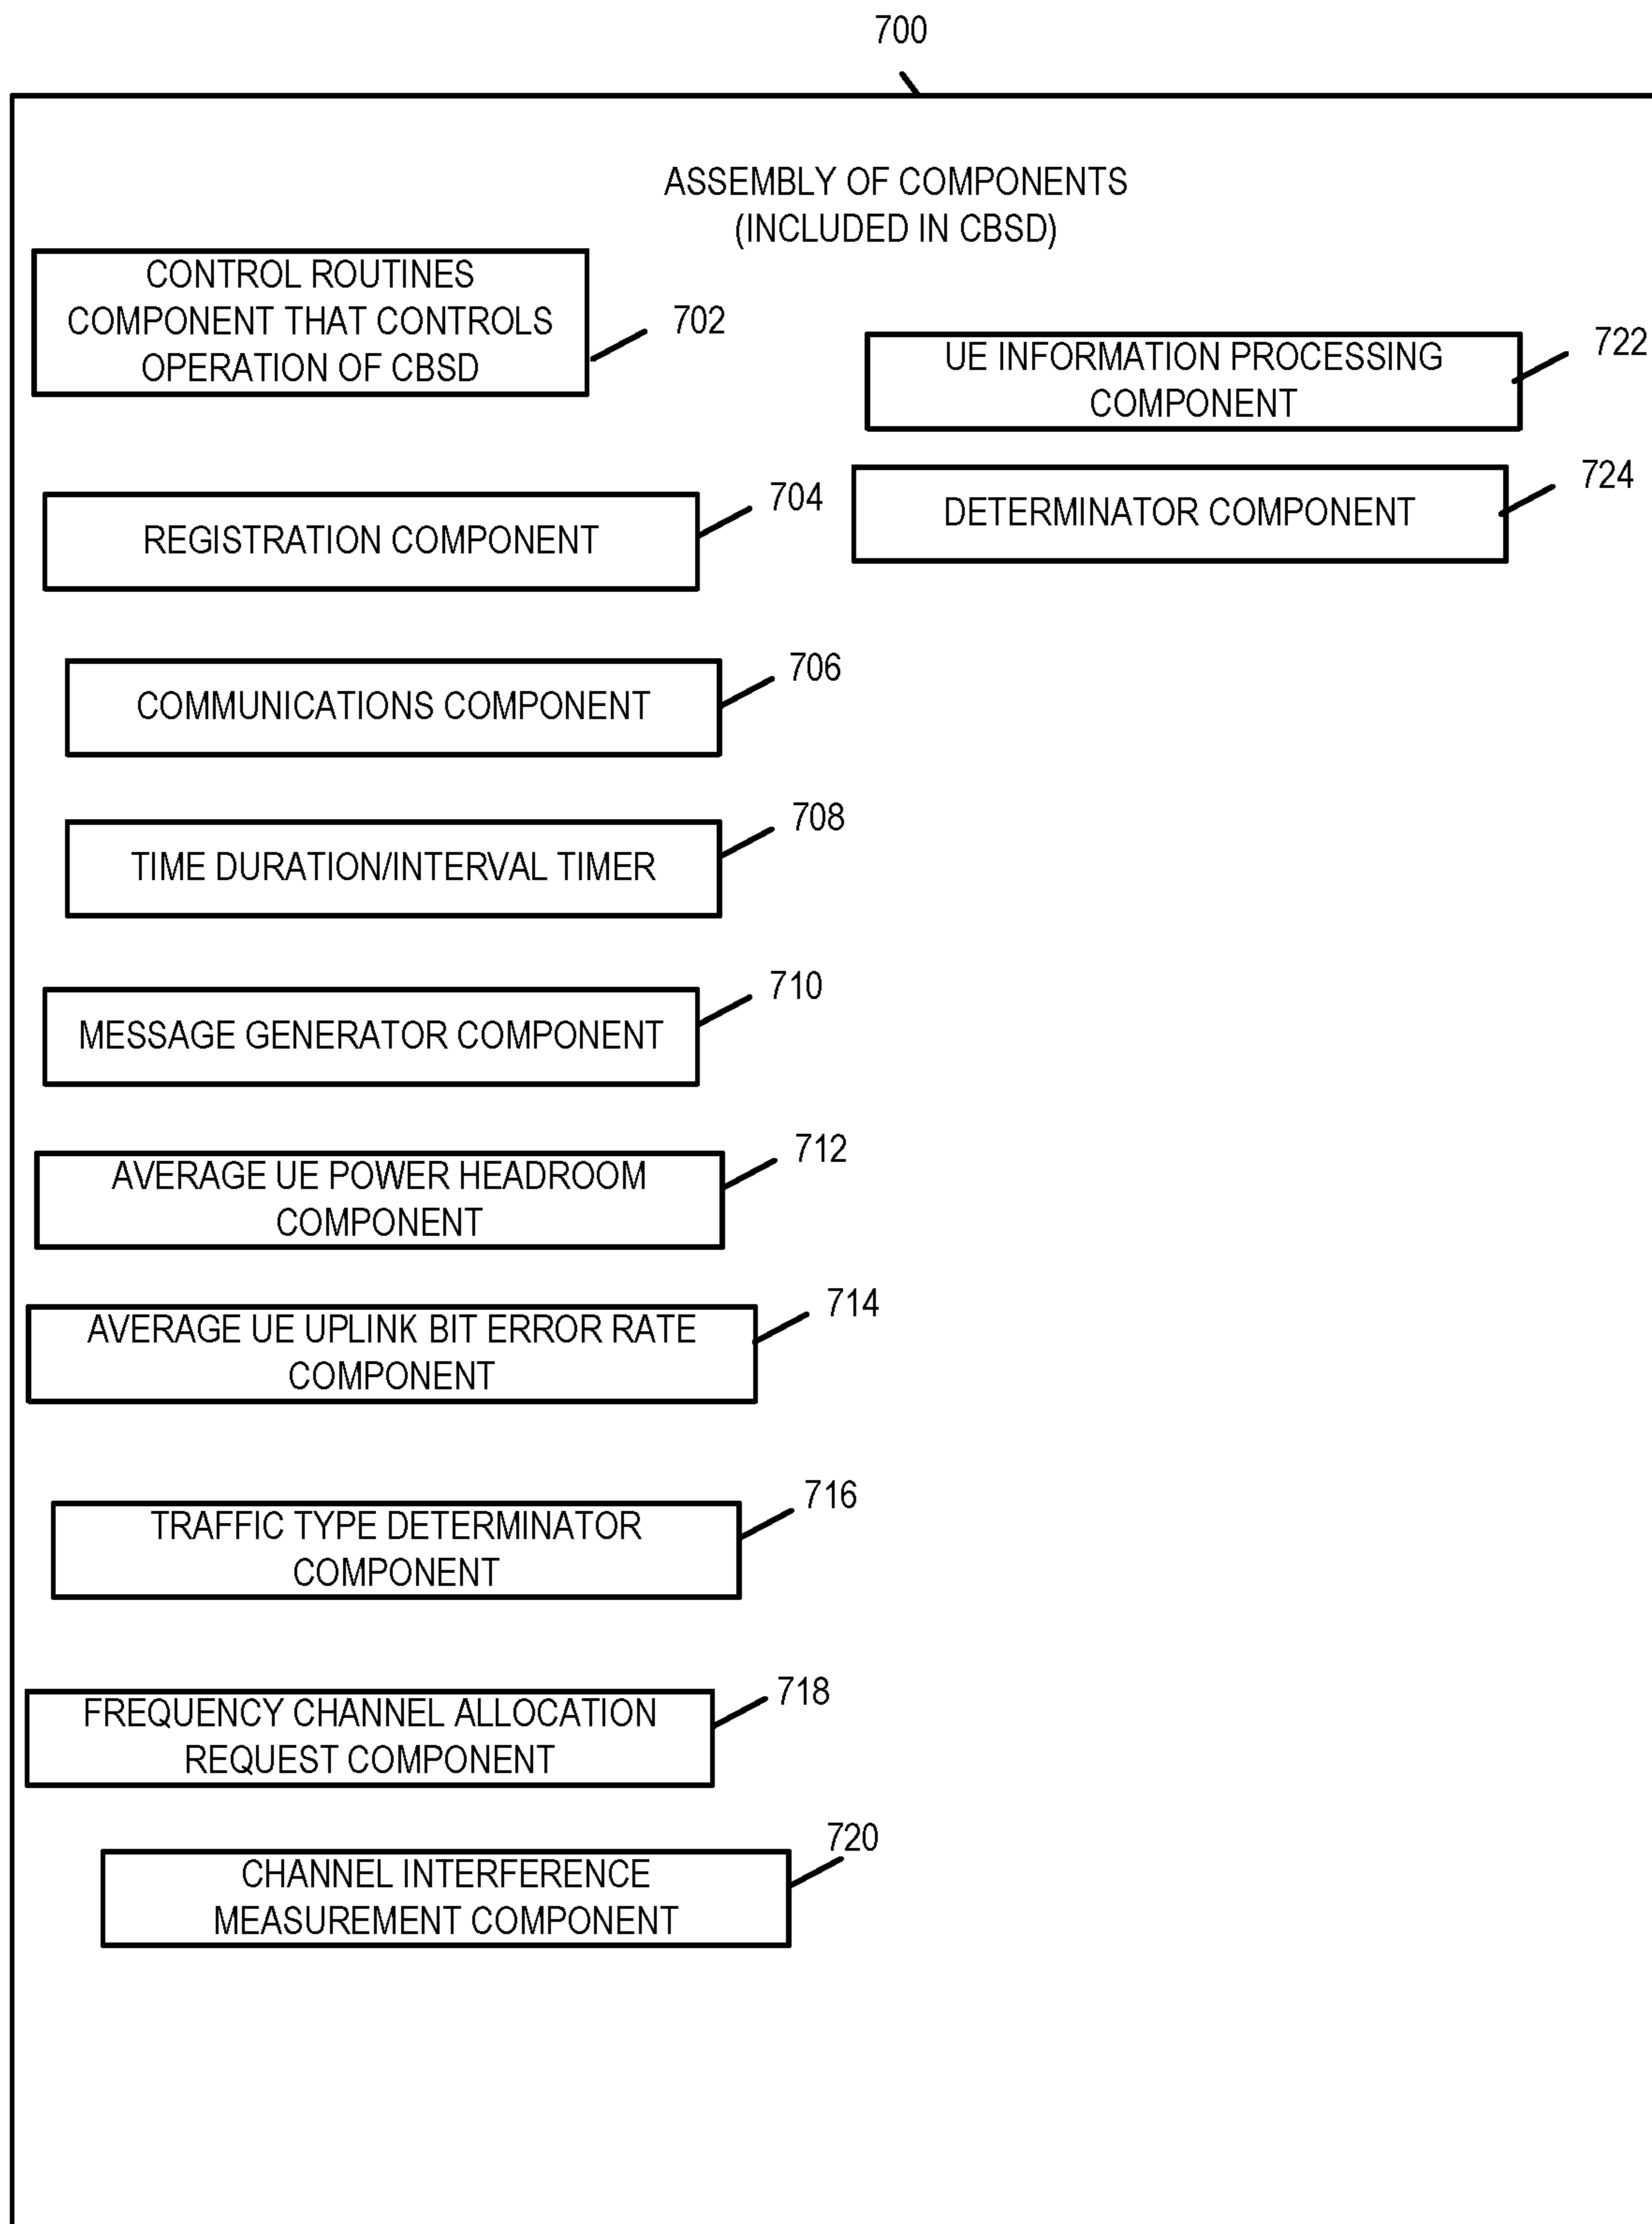 700
ASSEMBLY OF COMPONENTS
(INCLUDED IN CBSD)
CONTROL ROUTINES
COMPONENT THAT CONTROLS
OPERATION OF CBSD
702
REGISTRATION COMPONENT
704
COMMUNICATIONS COMPONENT
706
TIME DURATION/INTERVAL TIMER
708
MESSAGE GENERATOR COMPONENT
710
AVERAGE UE POWER HEADROOM
COMPONENT
712
AVERAGE UE UPLINK BIT ERROR RATE
COMPONENT
714
TRAFFIC TYPE DETERMINATOR
COMPONENT
716
FREQUENCY CHANNEL ALLOCATION
REQUEST COMPONENT
718
CHANNEL INTERFERENCE
MEASUREMENT COMPONENT
720
UE INFORMATION PROCESSING
COMPONENT
722
DETERMINATOR COMPONENT
724